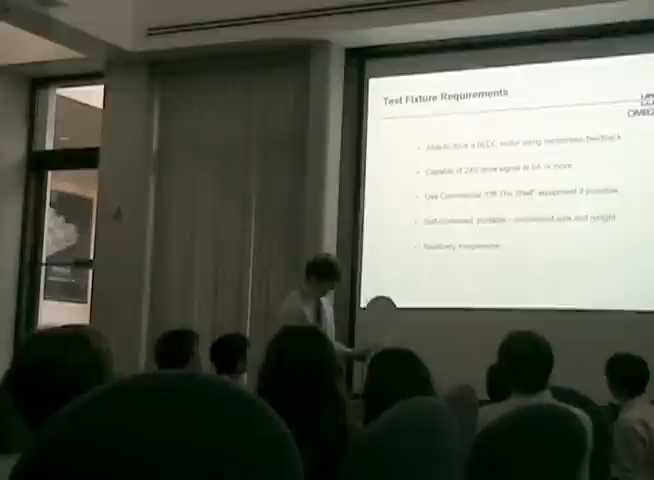 Test Fixture Requirements
OMEGA
Able to drive a BLDC motor using sensorless feedback
Capable of 24V drive signal at 5A or more
Use Commercial "Off The Shelf" equipment if possible
Self-contained, portable – minimized size and weight
Relatively inexpensive